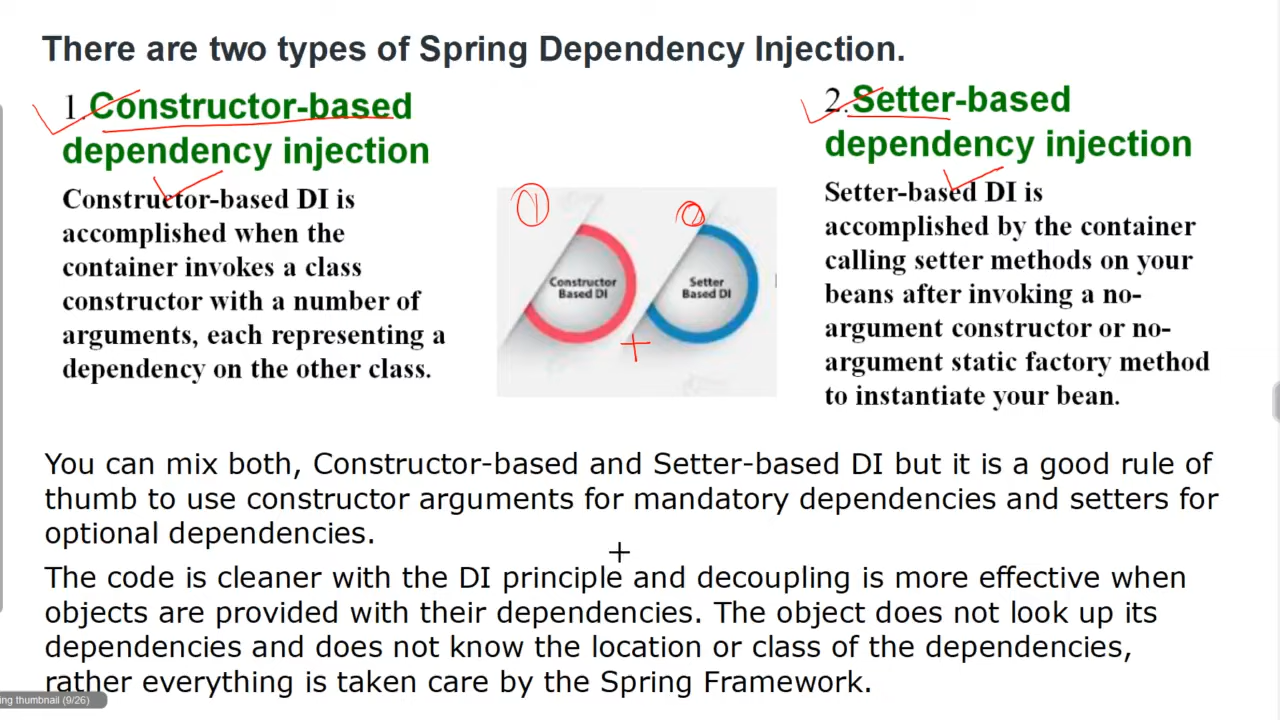 There are two types of Spring Dependency Injection.
1.Constructor-based
dependency injection
Constructor-based DI is
accomplished when the
container invokes a class
constructor with a number of
arguments, each representing a
dependency on the other class.
1
2
Constructor
Based DI
Setter
Based DI
2.Setter-based
dependency injection
Setter-based DI is
accomplished by the container
calling setter methods on your
beans after invoking a no-
argument constructor or no-
argument static factory method
to instantiate your bean.
You can mix both, Constructor-based and Setter-based DI but it is a good rule of
thumb to use constructor arguments for mandatory dependencies and setters for
optional dependencies.
The code is cleaner with the DI principle and decoupling is more effective when
objects are provided with their dependencies. The object does not look up its
dependencies and does not know the location or class of the dependencies,
rather everything is taken care by the Spring Framework.
ing thumbnail (9/26)